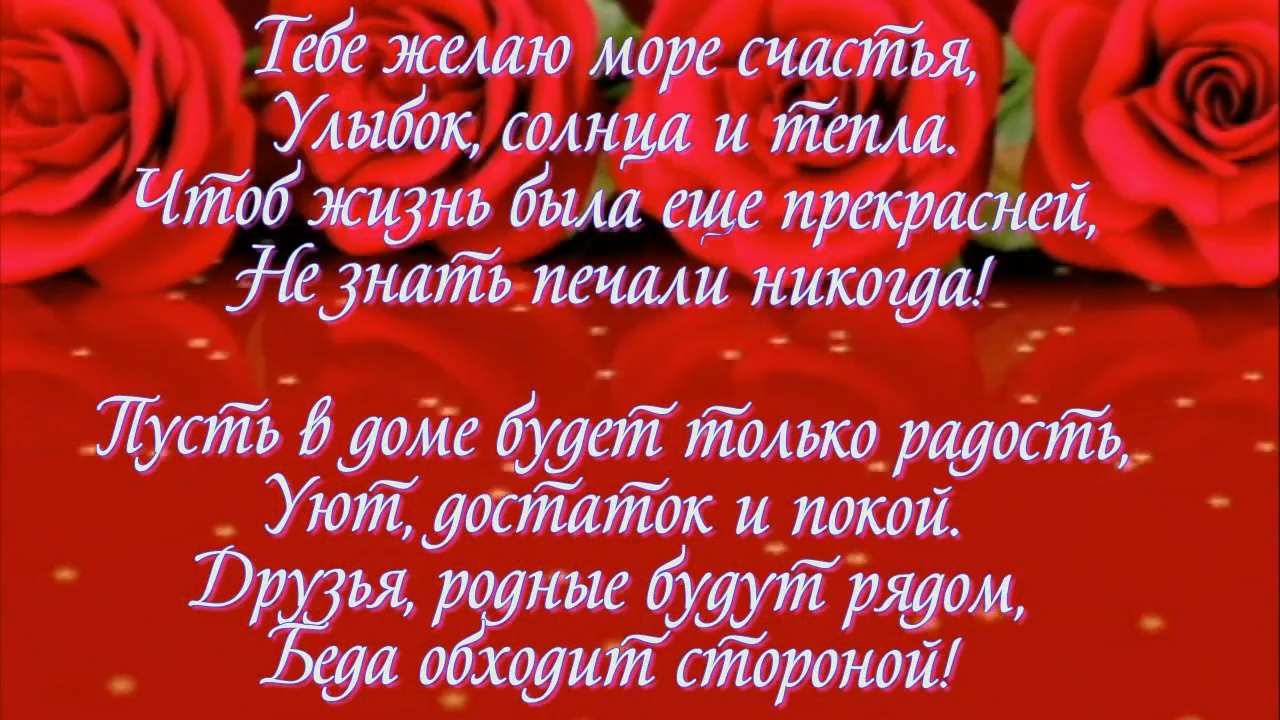 Тебе желаю море счастья,
Улыбок, солнца и тепла.
Чтоб жизнь была еще прекрасней,
Не знать печали никогда!
Пусть в доме будет только радость,
Уют, достаток и покой.
Друзья, родные будут рядом,
Беда обходит стороной!